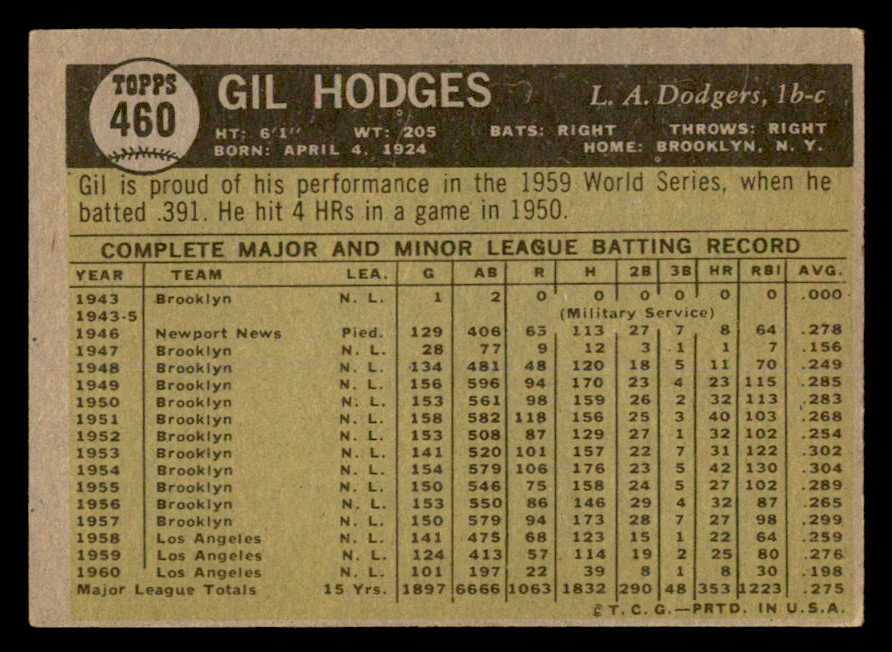 TOPPS
460
GIL HODGES
L. A. Dodgers, 1b-c
HT: 6'1" WT: 205 BATS: RIGHT THROWS: RIGHT
BORN: APRIL 4, 1924 HOME: BROOKLYN, N. Y.
Gil is proud of his performance in the 1959 World Series, when he
batted .391. He hit 4 HRs in a game in 1950.
COMPLETE MAJOR AND MINOR LEAGUE BATTING RECORD
YEAR TEAM LEA. G AB R H 2B 3B HR RBI AVG.
1943 Brooklyn N. L. 1 2 0 0 0 0 0 0 .000
1943-5 (Military Service)
1946 Newport News Pied. 129 406 65 113 27 7 8 64 .278
1947 Brooklyn N. L. 28 77 9 12 3 1 1 7 .156
1948 Brooklyn N. L. 134 481 48 120 18 5 11 70 .249
1949 Brooklyn N. L. 156 596 94 170 23 4 23 115 .285
1950 Brooklyn N. L. 153 561 98 159 26 2 32 113 .283
1951 Brooklyn N. L. 158 582 118 156 25 3 40 103 .268
1952 Brooklyn N. L. 153 508 87 129 27 1 32 102 .254
1953 Brooklyn N. L. 141 520 101 157 22 7 31 122 .302
1954 Brooklyn N. L. 154 579 106 176 23 5 42 130 .304
1955 Brooklyn N. L. 150 546 75 158 24 5 27 102 .289
1956 Brooklyn N. L. 153 550 86 146 29 4 32 87 .265
1957 Brooklyn N. L. 150 579 94 173 28 7 27 98 .299
1958 Los Angeles N. L. 141 475 68 123 15 1 22 64 .259
1959 Los Angeles N. L. 124 413 57 114 19 2 25 80 .276
1960 Los Angeles N. L. 101 197 22 39 8 1 8 30 .198
Major League Totals 15 Yrs. 1897 6666 1063 1832 290 48 353 1223 .275
© T. C. G.—PRTD. IN U.S.A.